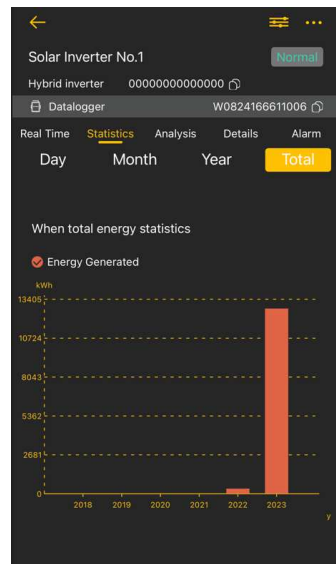 Solar Inverter No.1 Normal
Hybrid inverter 00000000000000
Datalogger W0824166611006
Real Time Statistics Analysis Details Alarm
Day Month Year Total
When total energy statistics
Energy Generated
kWh
13405
10724
8043
5362
2681
0
2018 2019 2020 2021 2022 2023
y